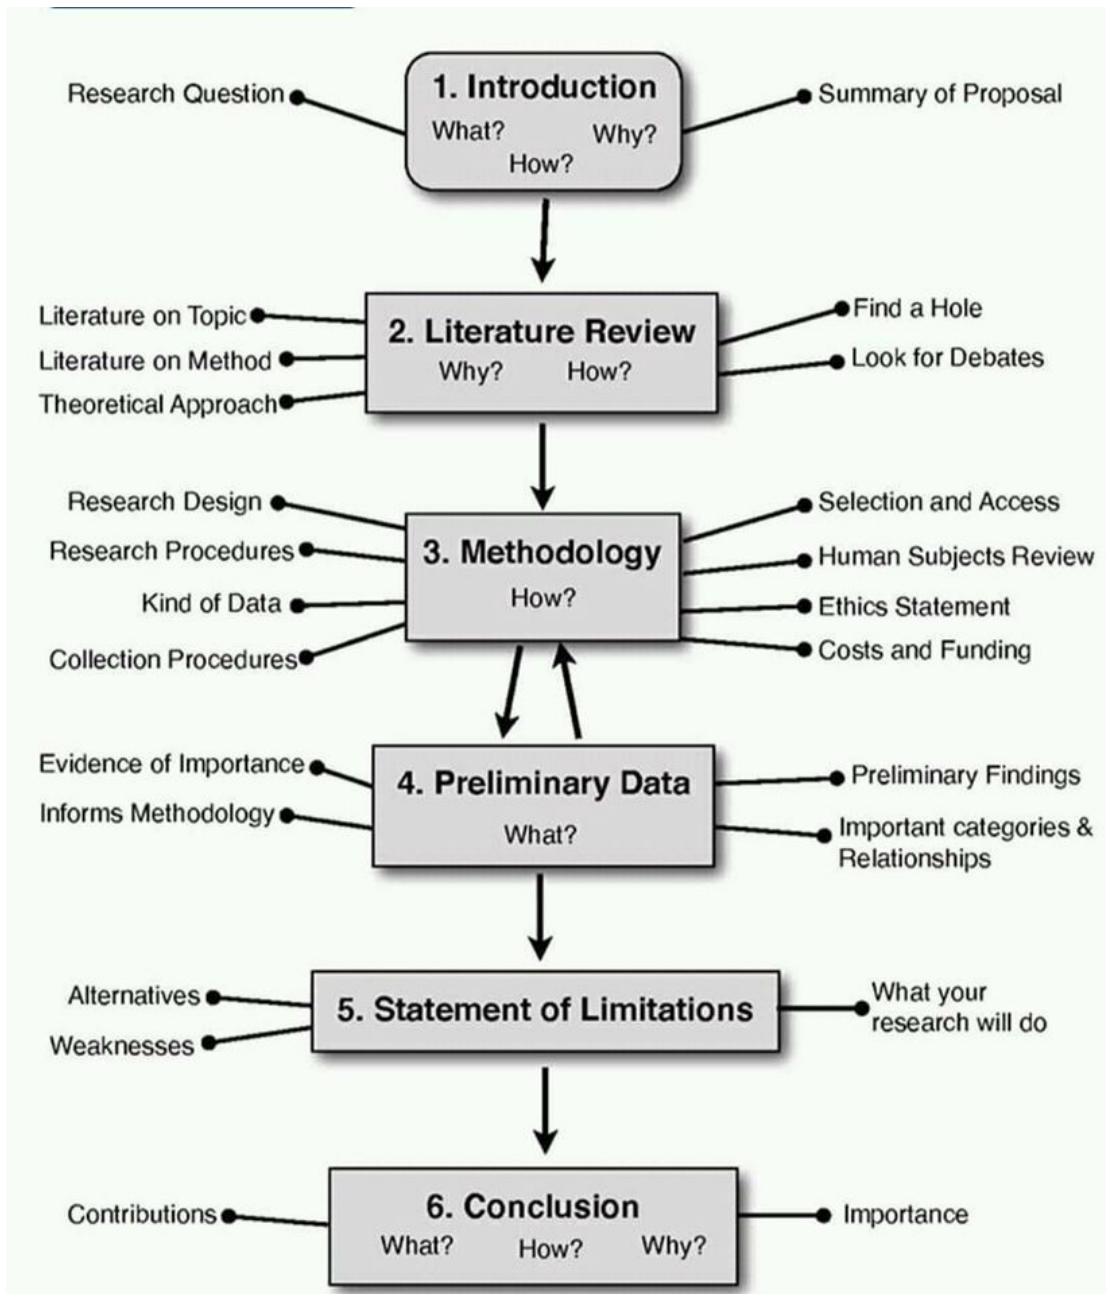 1. Introduction
What? Why?
How?
Research Question
Summary of Proposal
2. Literature Review
Why? How?
Literature on Topic
Literature on Method
Theoretical Approach
Find a Hole
Look for Debates
3. Methodology
How?
Research Design
Research Procedures
Kind of Data
Collection Procedures
Selection and Access
Human Subjects Review
Ethics Statement
Costs and Funding
4. Preliminary Data
What?
Evidence of Importance
Informs Methodology
Preliminary Findings
Important categories &
Relationships
5. Statement of Limitations
Alternatives
Weaknesses
What your
research will do
6. Conclusion
What? How? Why?
Contributions
Importance